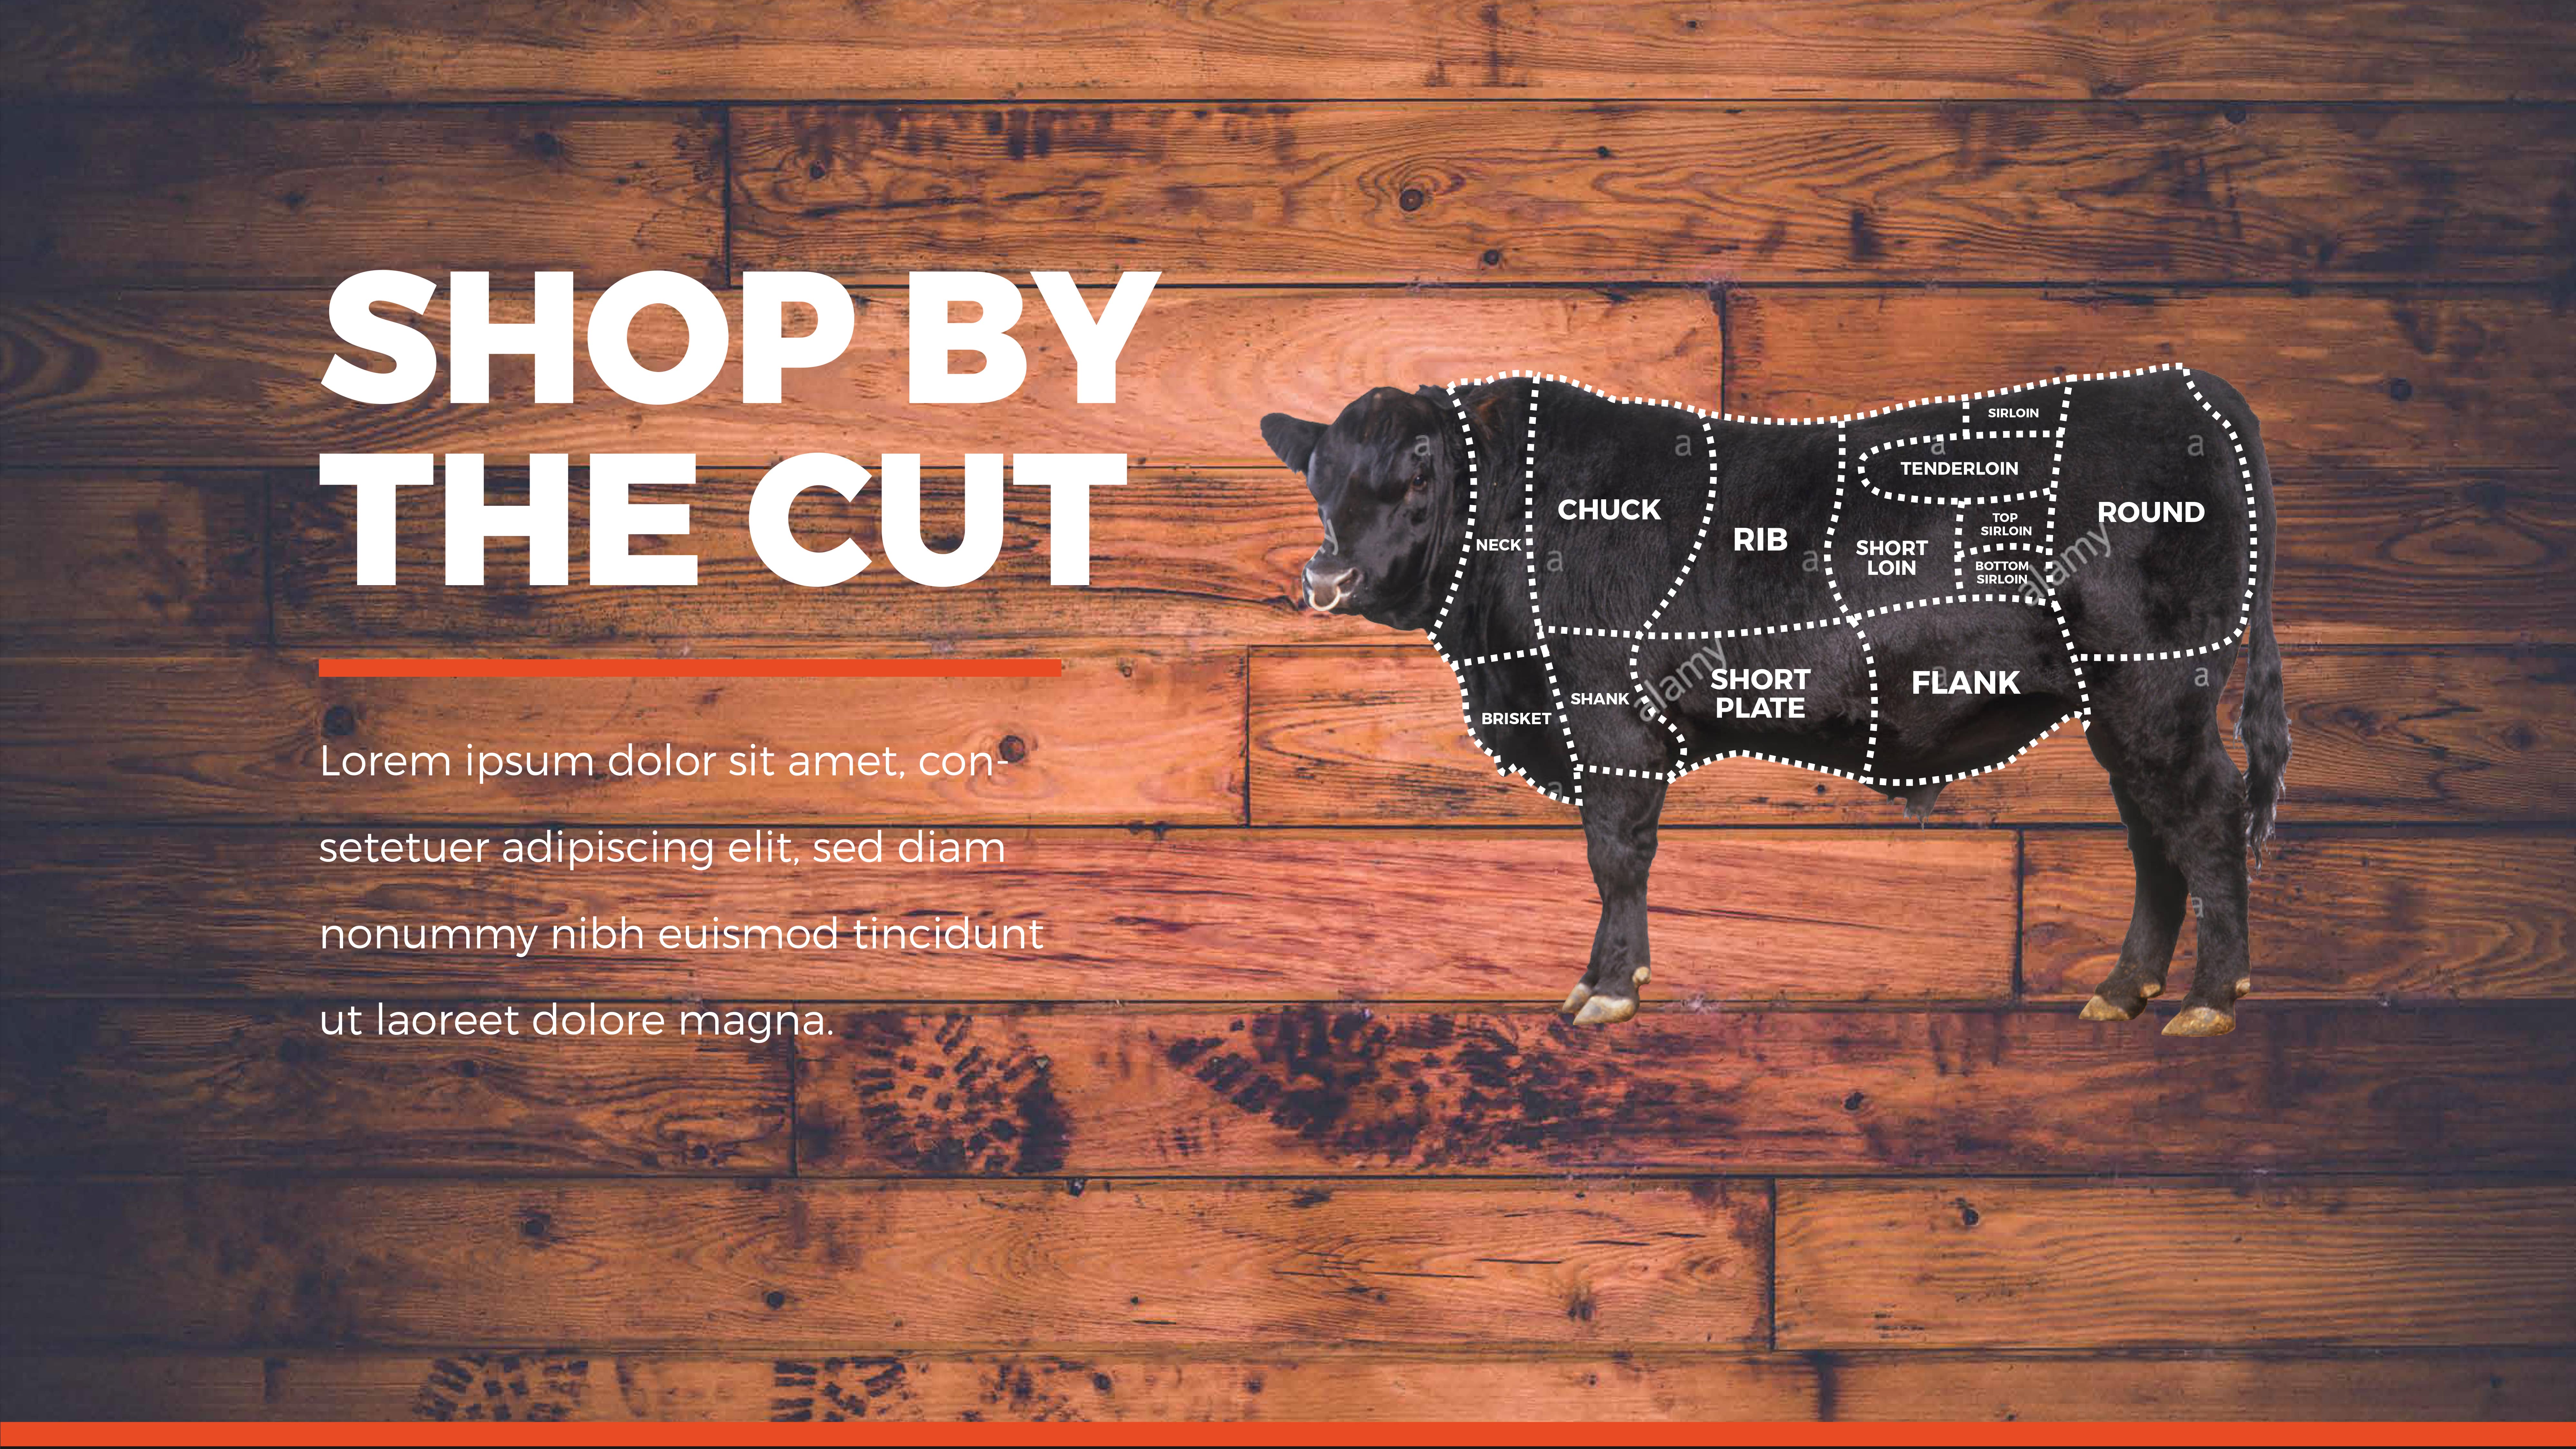 SHOP BY
THE CUT
Lorem ipsum dolor sit amet, con-
setetuer adipiscing elit, sed diam
nonummy nibh euismod tincidunt
ut laoreet dolore magna.
NECK
CHUCK
RIB
SHORT
LOIN
SIRLOIN
TENDERLOIN
TOP
SIRLOIN
BOTTOM
SIRLOIN
ROUND
BRISKET
SHANK
SHORT
PLATE
FLANK
alamy
alamy
a
a
a
a
a
a
a
a
a
a